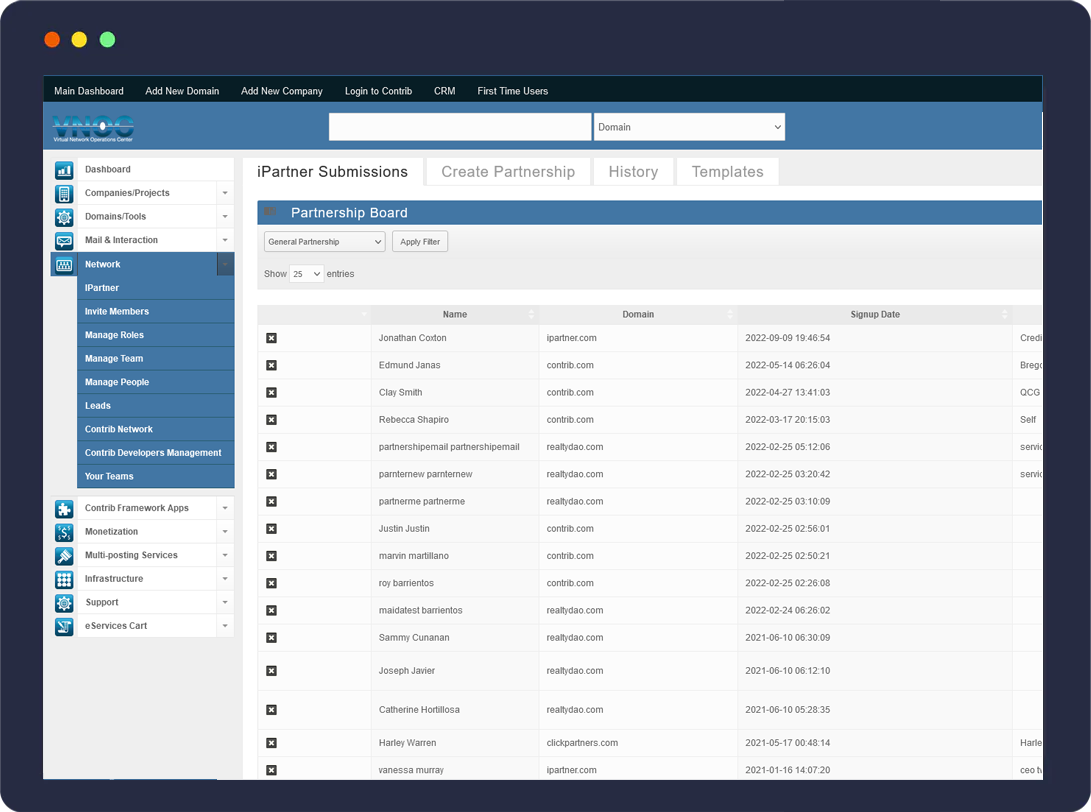 Main Dashboard Add New Domain Add New Company Login to Contrib CRM First Time Users
VNOC
Virtual Network Operations Center
Domain
Dashboard
Companies/Projects
Domains/Tools
Mail & Interaction
Network
IPartner
Invite Members
Manage Roles
Manage Team
Manage People
Leads
Contrib Network
Contrib Developers Management
Your Teams
Contrib Framework Apps
Monetization
Multi-posting Services
Infrastructure
Support
eServices Cart
iPartner Submissions Create Partnership History Templates
Partnership Board
General Partnership Apply Filter
Show 25 entries
Name Domain Signup Date
Jonathan Coxton ipartner.com 2022-09-09 19:46:54 Credi
Edmund Janas contrib.com 2022-05-14 06:26:04 Brego
Clay Smith contrib.com 2022-04-27 13:41:03 QCG
Rebecca Shapiro contrib.com 2022-03-17 20:15:03 Self
partnershipemail partnershipemail realtydao.com 2022-02-25 05:12:06 servic
parnternew parnternew realtydao.com 2022-02-25 03:20:42 servic
partnerme partnerme realtydao.com 2022-02-25 03:10:09
Justin Justin contrib.com 2022-02-25 02:56:01
marvin martillano contrib.com 2022-02-25 02:50:21
roy barrientos contrib.com 2022-02-25 02:26:08
maidatest barrientos realtydao.com 2022-02-24 06:26:02
Sammy Cunanan realtydao.com 2021-06-10 06:30:09
Joseph Javier realtydao.com 2021-06-10 06:12:10
Catherine Hortillosa realtydao.com 2021-06-10 05:28:35
Harley Warren clickpartners.com 2021-05-17 00:48:14 Harle
vanessa murray ipartner.com 2021-01-16 14:07:20 ceo tw